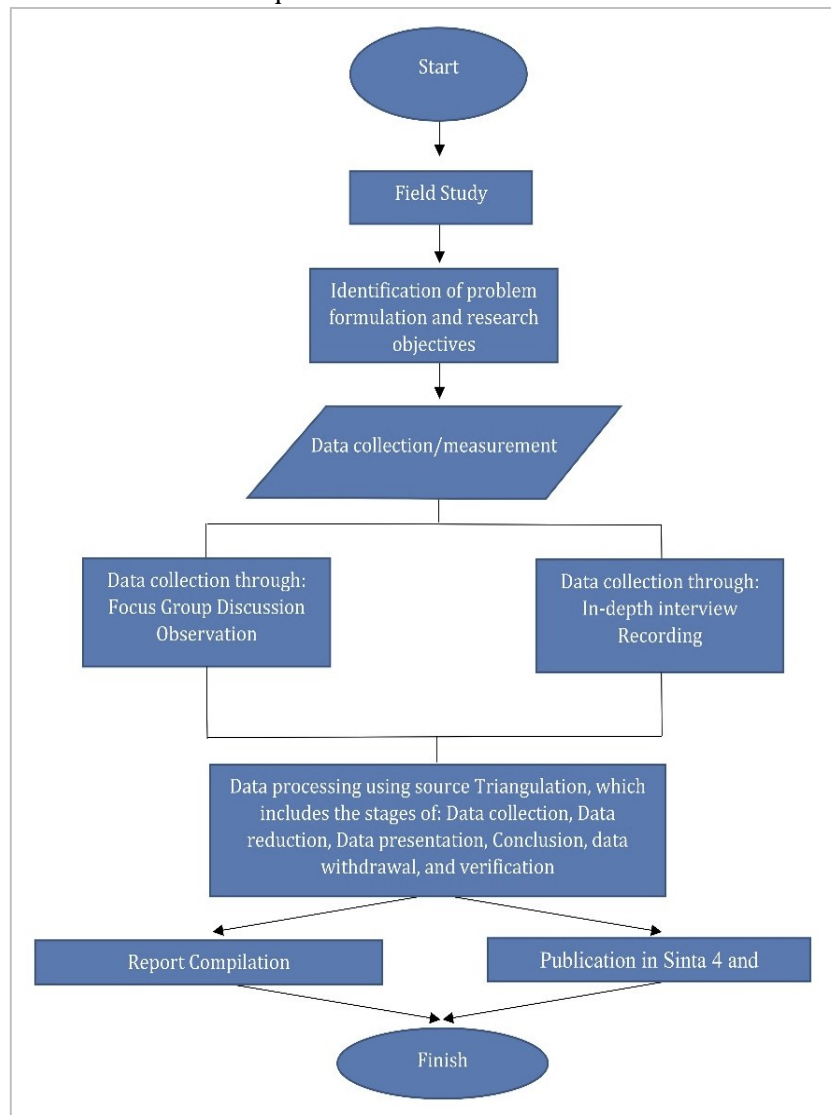 Start
Field Study
Identification of problem
formulation and research
objectives
Data collection/measurement
Data collection through:
Focus Group Discussion
Observation
Data collection through:
In-depth interview
Recording
Data processing using source Triangulation, which
includes the stages of: Data collection, Data
reduction, Data presentation, Conclusion, data
withdrawal, and verification
Report Compilation
Publication in Sinta 4 and
Finish